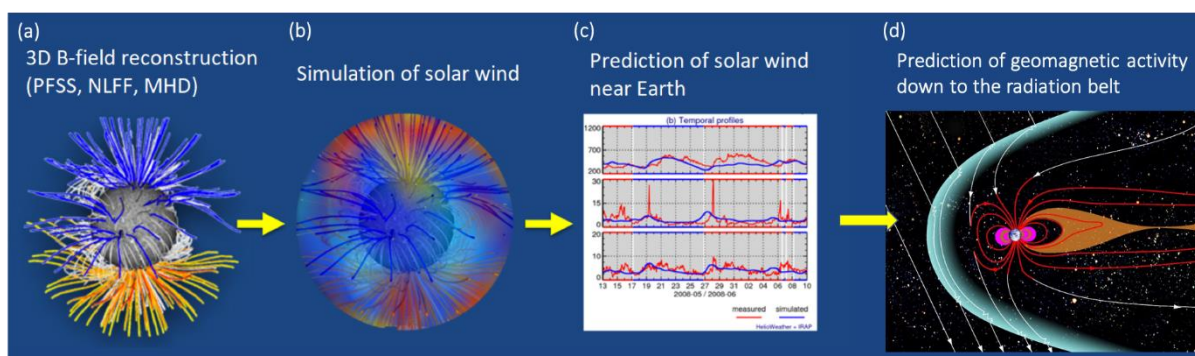 (a)
3D B-field reconstruction
(PFSS, NLFF, MHD)
(b)
Simulation of solar wind
(c)
Prediction of solar wind
near Earth
(b) Temporal profiles
1200
700
200
30
15
0
20
10
0
13 15 17 19 21 23 25 27 29 31 02 04 06 08 10
2008-05 / 2008-06
measured simulated
HelioWeather - IRAP
(d)
Prediction of geomagnetic activity
down to the radiation belt